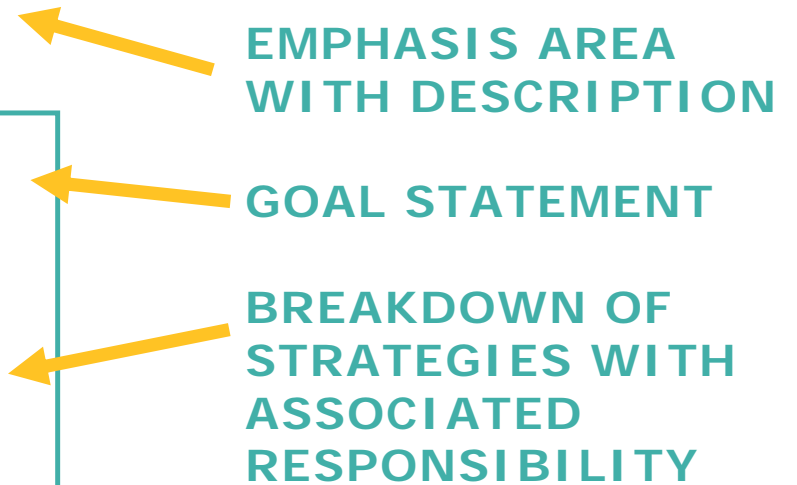 EMPHASIS AREA
WITH DESCRIPTION
GOAL STATEMENT
BREAKDOWN OF
STRATEGIES WITH
ASSOCIATED
RESPONSIBILITY